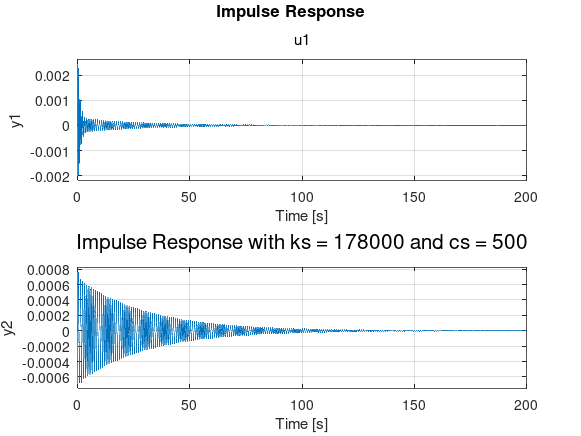 Impulse Response
u1
0.002
0.001
0
-0.001
-0.002
y1
0 50 100 150 200
Time [s]
Impulse Response with ks = 178000 and cs = 500
0.0008
0.0006
0.0004
0.0002
0
-0.0002
-0.0004
-0.0006
y2
0 50 100 150 200
Time [s]